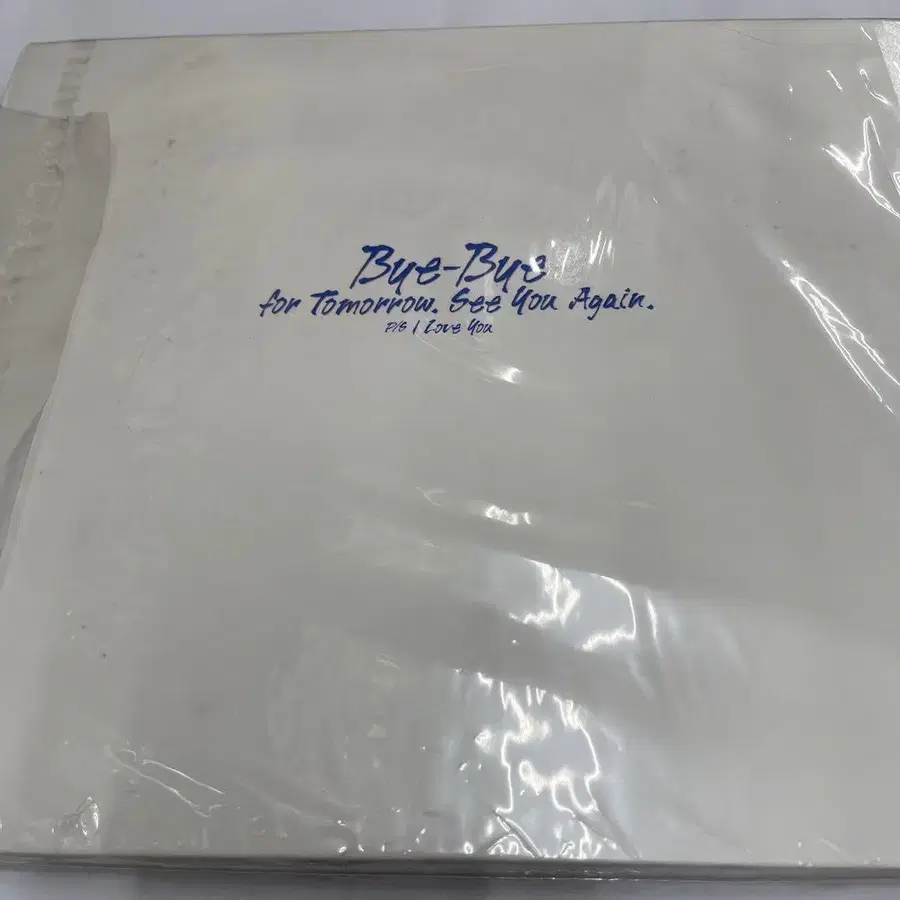 Bye-Bye
for Tomorrow. See You Again.
P/S I Love You